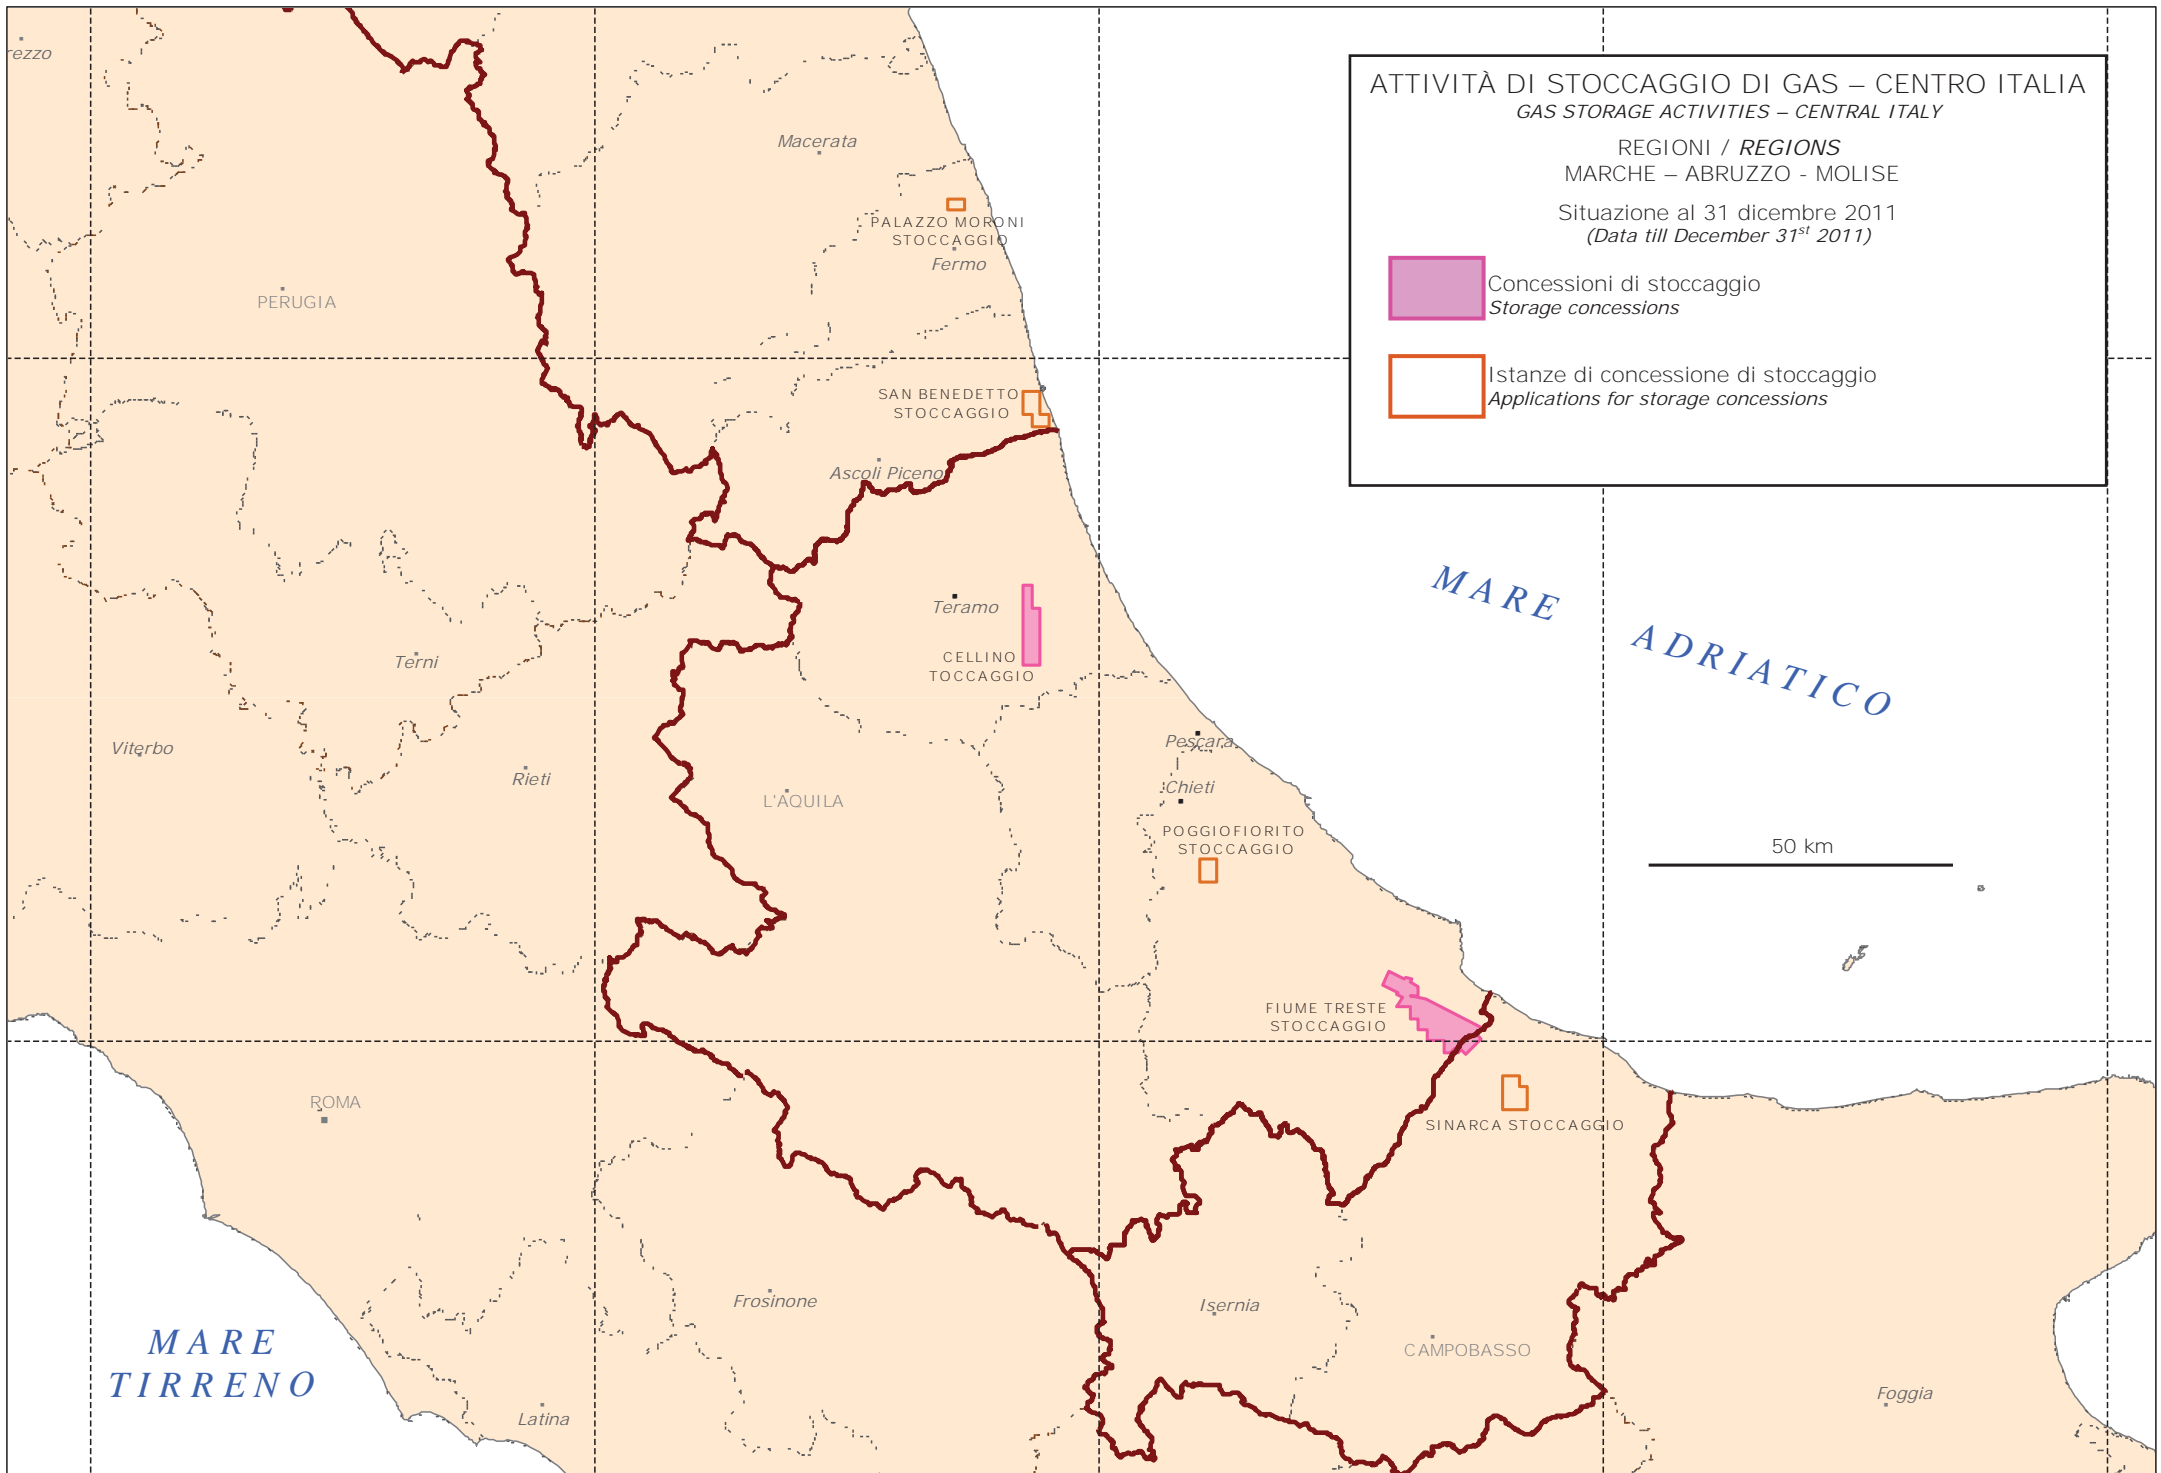 ATTIVITÀ DI STOCCAGGIO DI GAS – CENTRO ITALIA
GAS STORAGE ACTIVITIES – CENTRAL ITALY
REGIONI / REGIONS
MARCHE – ABRUZZO - MOLISE
Situazione al 31 dicembre 2011
(Data till December 31st 2011)
Concessioni di stoccaggio
Storage concessions
Istanze di concessione di stoccaggio
Applications for storage concessions
rezzo
Macerata
PALAZZO MORONI
STOCCAGGIO
Fermo
PERUGIA
SAN BENEDETTO
STOCCAGGIO
Ascoli Piceno
MARE ADRIATICO
Teramo
CELLINO
TOCCAGGIO
Terni
Viterbo
Rieti
Pescara
Chieti
L'AQUILA
POGGIOFIORITO
STOCCAGGIO
50 km
FIUME TRESTE
STOCCAGGIO
ROMA
SINARCA STOCCAGGIO
Frosinone
Isernia
MARE
TIRRENO
CAMPOBASSO
Foggia
Latina